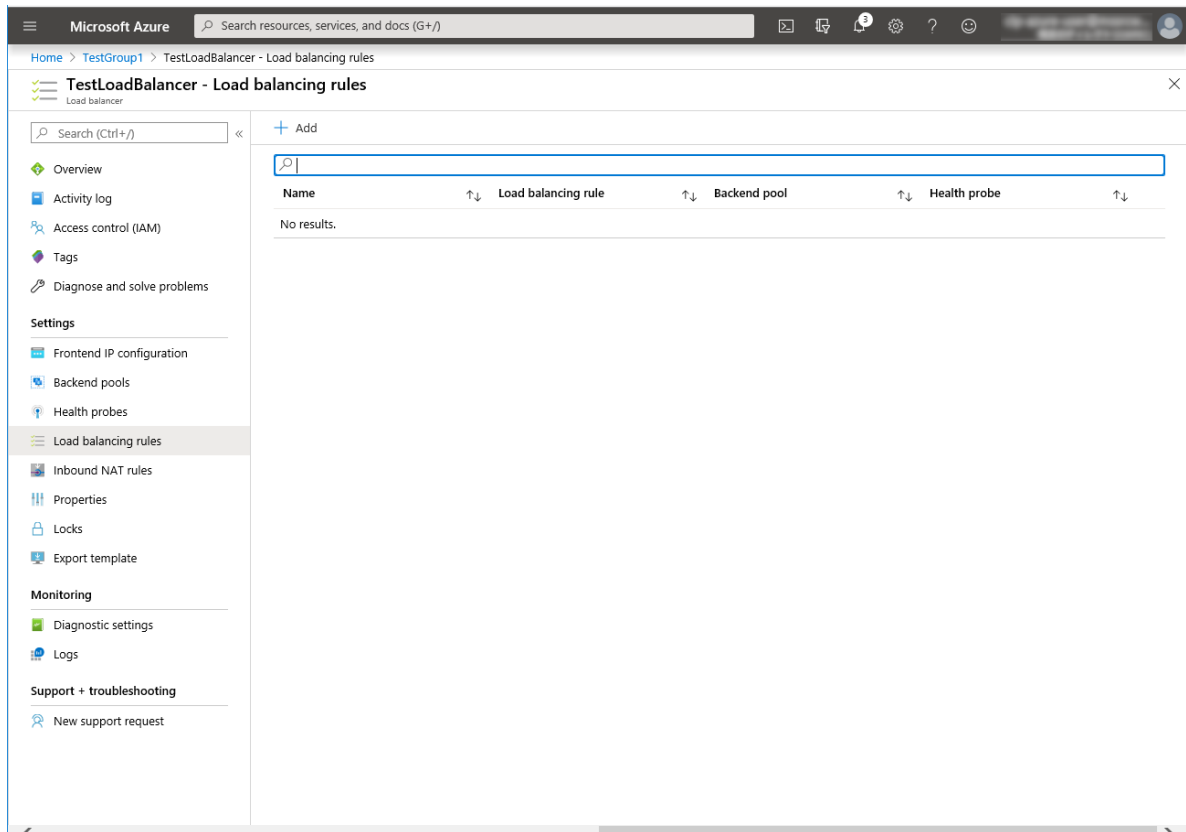 Microsoft Azure
Search resources, services, and docs (G+/)
3
Home > TestGroup1 > TestLoadBalancer - Load balancing rules
TestLoadBalancer - Load balancing rules
Load balancer
Search (Ctrl+/)
«
Add
Overview
Activity log
Access control (IAM)
Tags
Diagnose and solve problems
Settings
Frontend IP configuration
Backend pools
Health probes
Load balancing rules
Inbound NAT rules
Properties
Locks
Export template
Monitoring
Diagnostic settings
Logs
Support + troubleshooting
New support request
Name Load balancing rule Backend pool Health probe
No results.